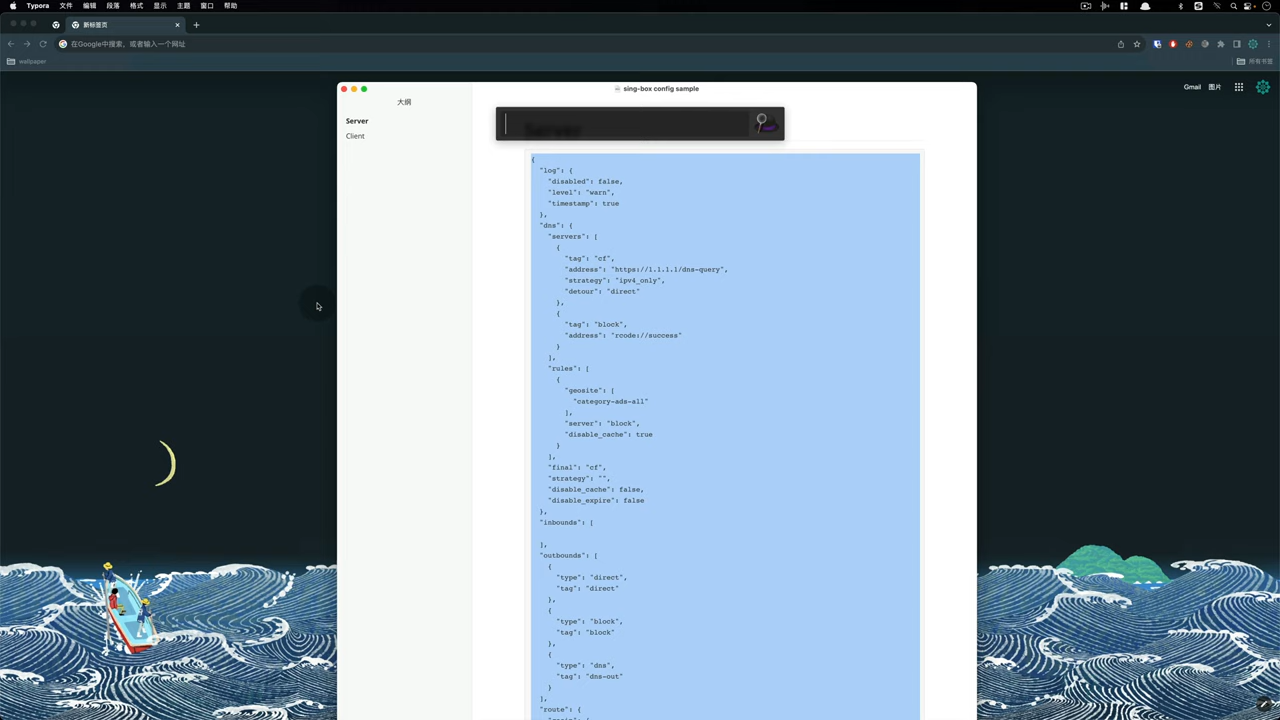 Typora 文件 编辑 段落 格式 显示 主题 窗口 帮助
新标签页
在Google中搜索，或者输入一个网址
wallpaper
所有书签
Gmail 图片
sing-box config sample
大纲
Server
Client
Server
{
"log": {
"disabled": false,
"level": "warn",
"timestamp": true
},
"dns": {
"servers": [
{
"tag": "cf",
"address": "https://1.1.1.1/dns-query",
"strategy": "ipv4_only",
"detour": "direct"
},
{
"tag": "block",
"address": "rcode://success"
}
],
"rules": [
{
"geosite": [
"category-ads-all"
],
"server": "block",
"disable_cache": true
}
],
"final": "cf",
"strategy": "",
"disable_cache": false,
"disable_expire": false
},
"inbounds": [
],
"outbounds": [
{
"type": "direct",
"tag": "direct"
},
{
"type": "block",
"tag": "block"
},
{
"type": "dns",
"tag": "dns-out"
}
],
"route": {